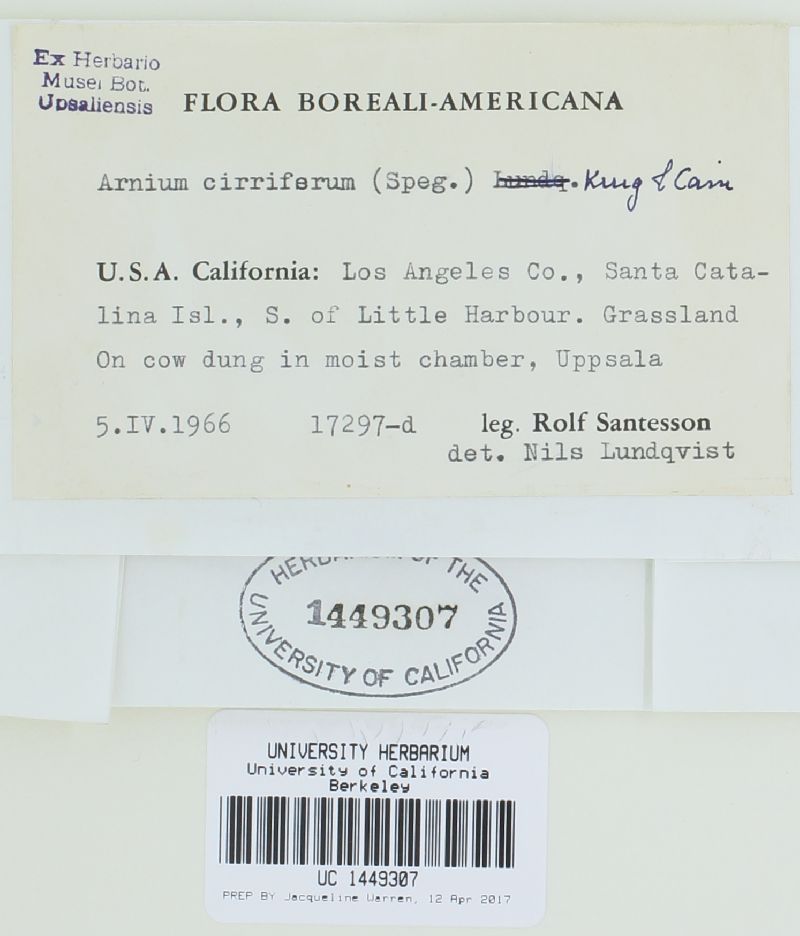 Ex Herbario
Musei Bot.
Upsaliensis
FLORA BOREALI-AMERICANA
Arnium cirriferum (Speg.) Lundq. Krug & Cain
U.S.A. California: Los Angeles Co., Santa Cata-
lina Isl., S. of Little Harbour. Grassland
On cow dung in moist chamber, Uppsala
5.IV.1966 17297-d leg. Rolf Santesson
det. Nils Lundqvist
HERBARIUM OF THE
1449307
UNIVERSITY OF CALIFORNIA
UNIVERSITY HERBARIUM
University of California
Berkeley
UC 1449307
PREP BY Jacqueline Warren, 12 Apr 2017